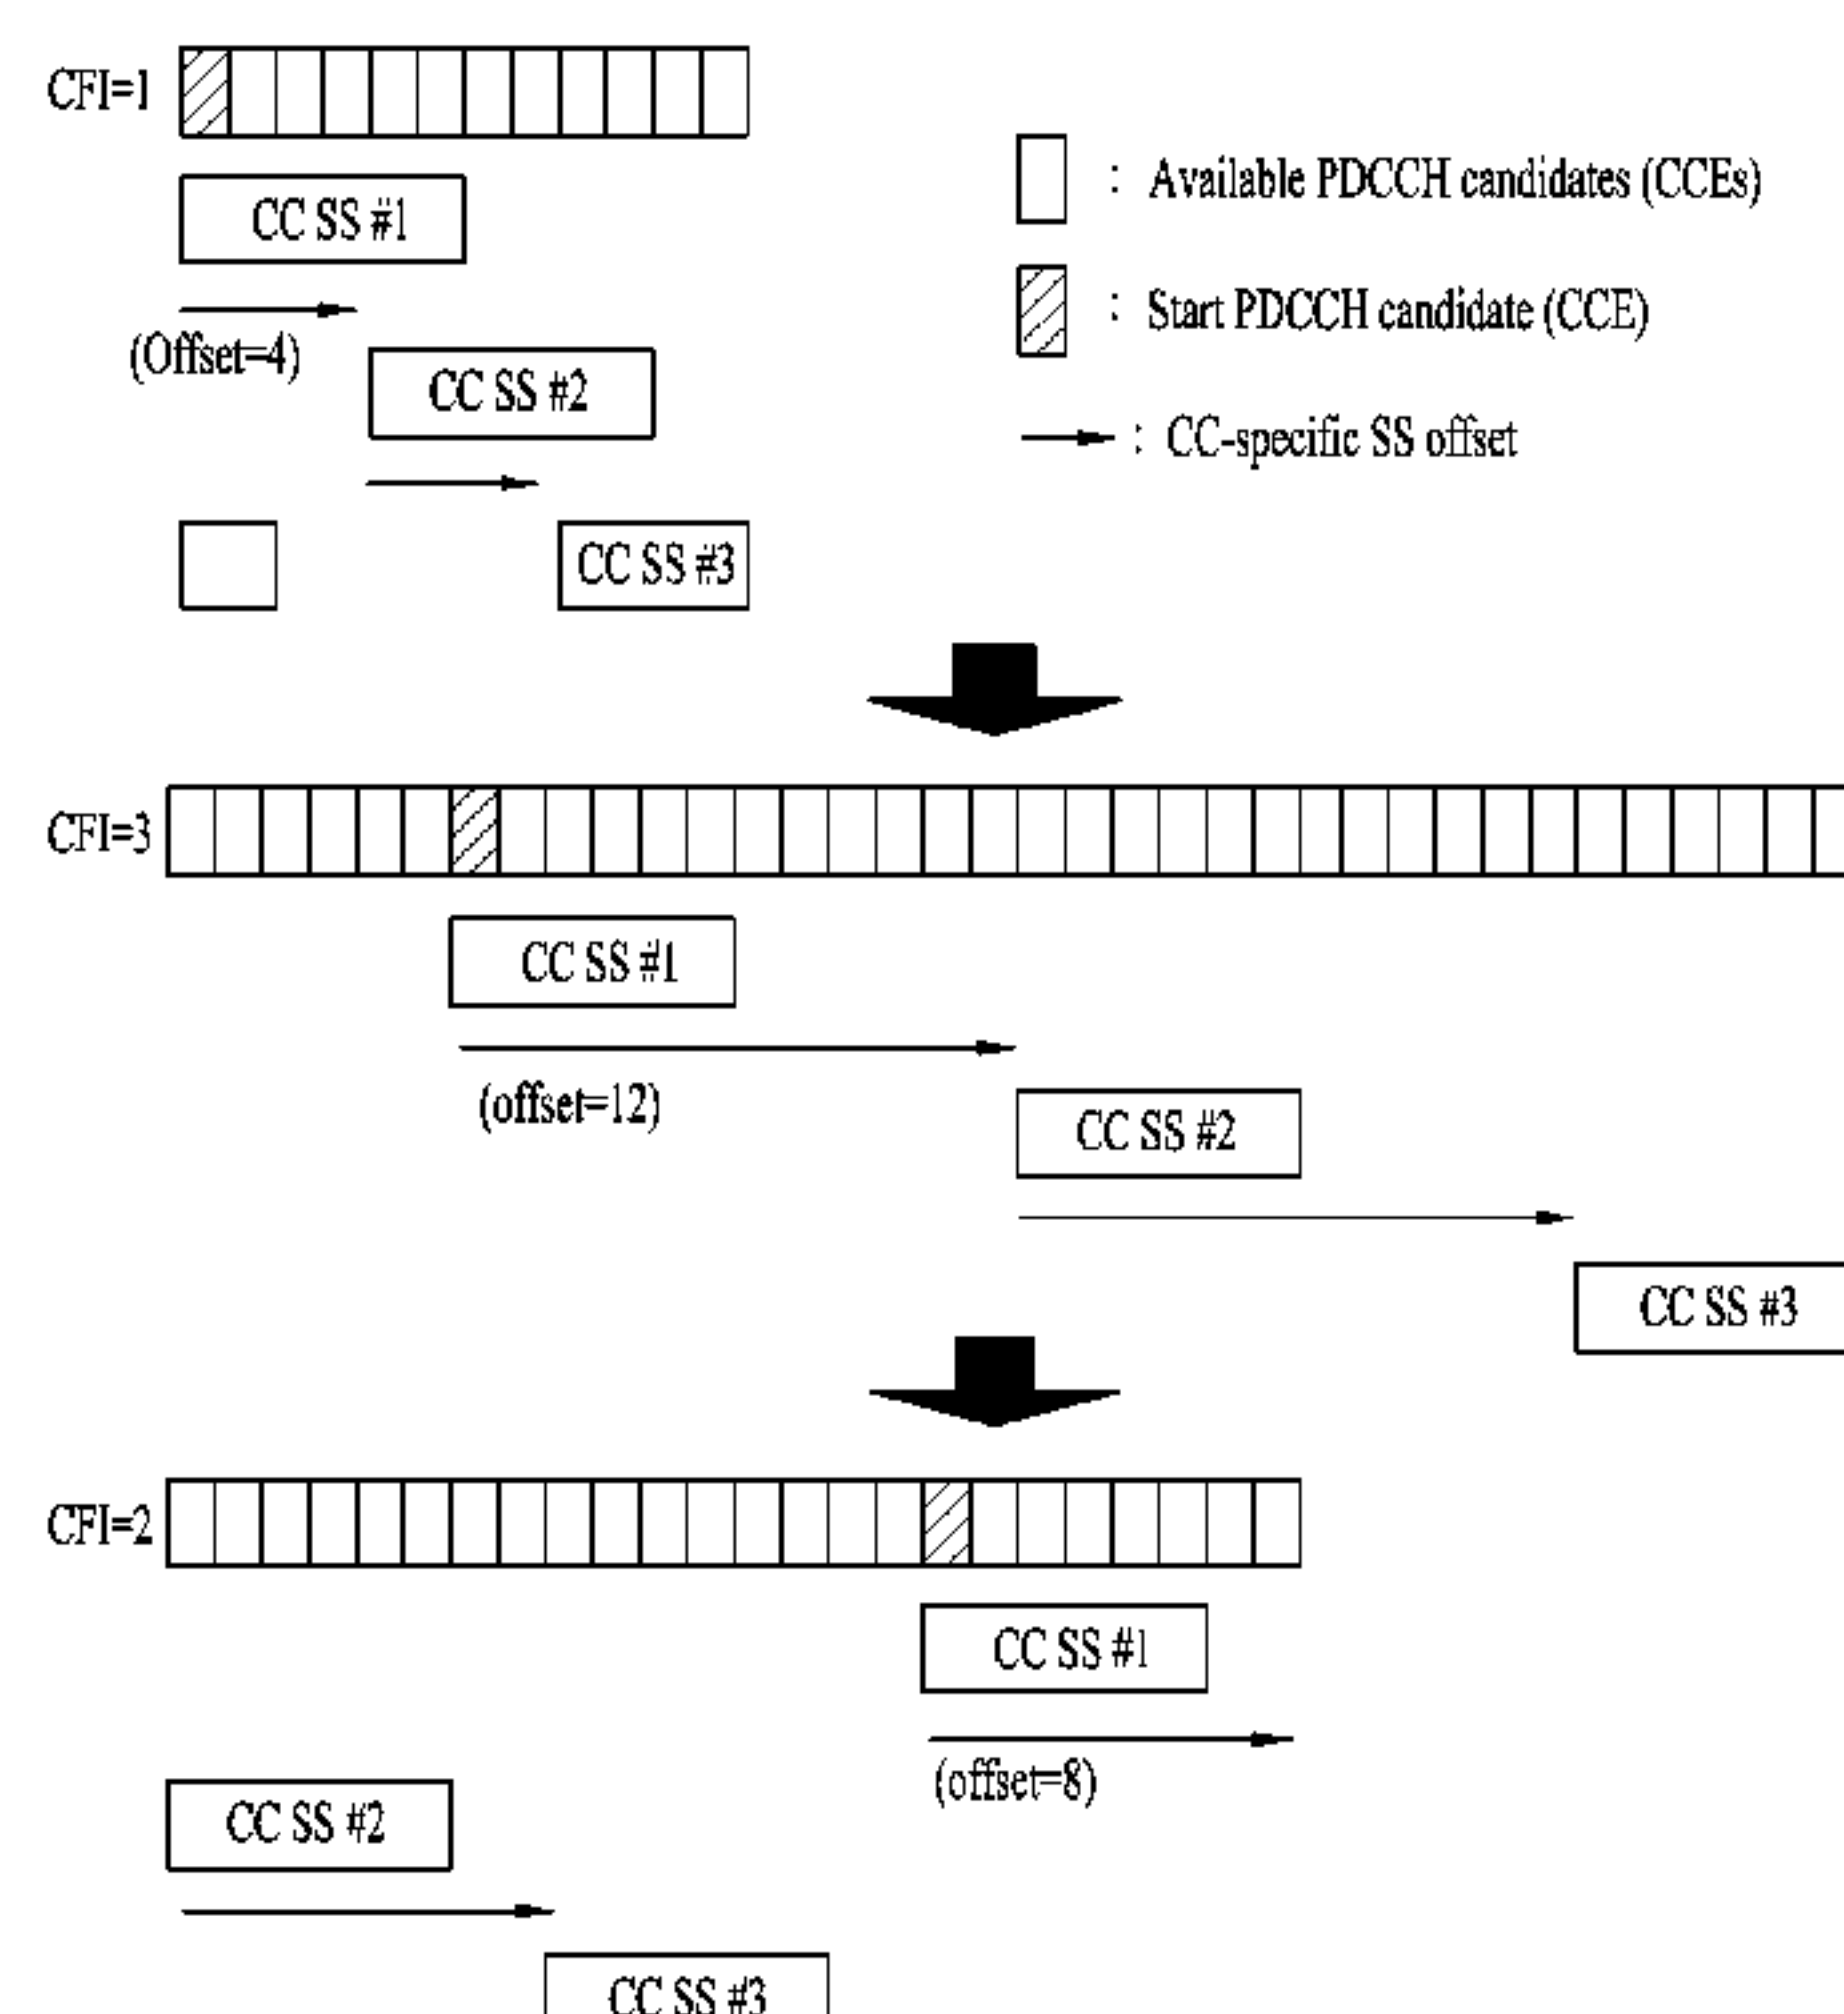 CFI=1
CC SS #1
: Available PDCCH candidates (CCEs)
: Start PDCCH candidate (CCE)
(Offset=4)
CC SS #2
: CC-specific SS offset
CC SS #3
CFI=3
CC SS #1
(offset=12)
CC SS #2
CC SS #3
CFI=2
CC SS #1
(offset=8)
CC SS #2
CC SS #3